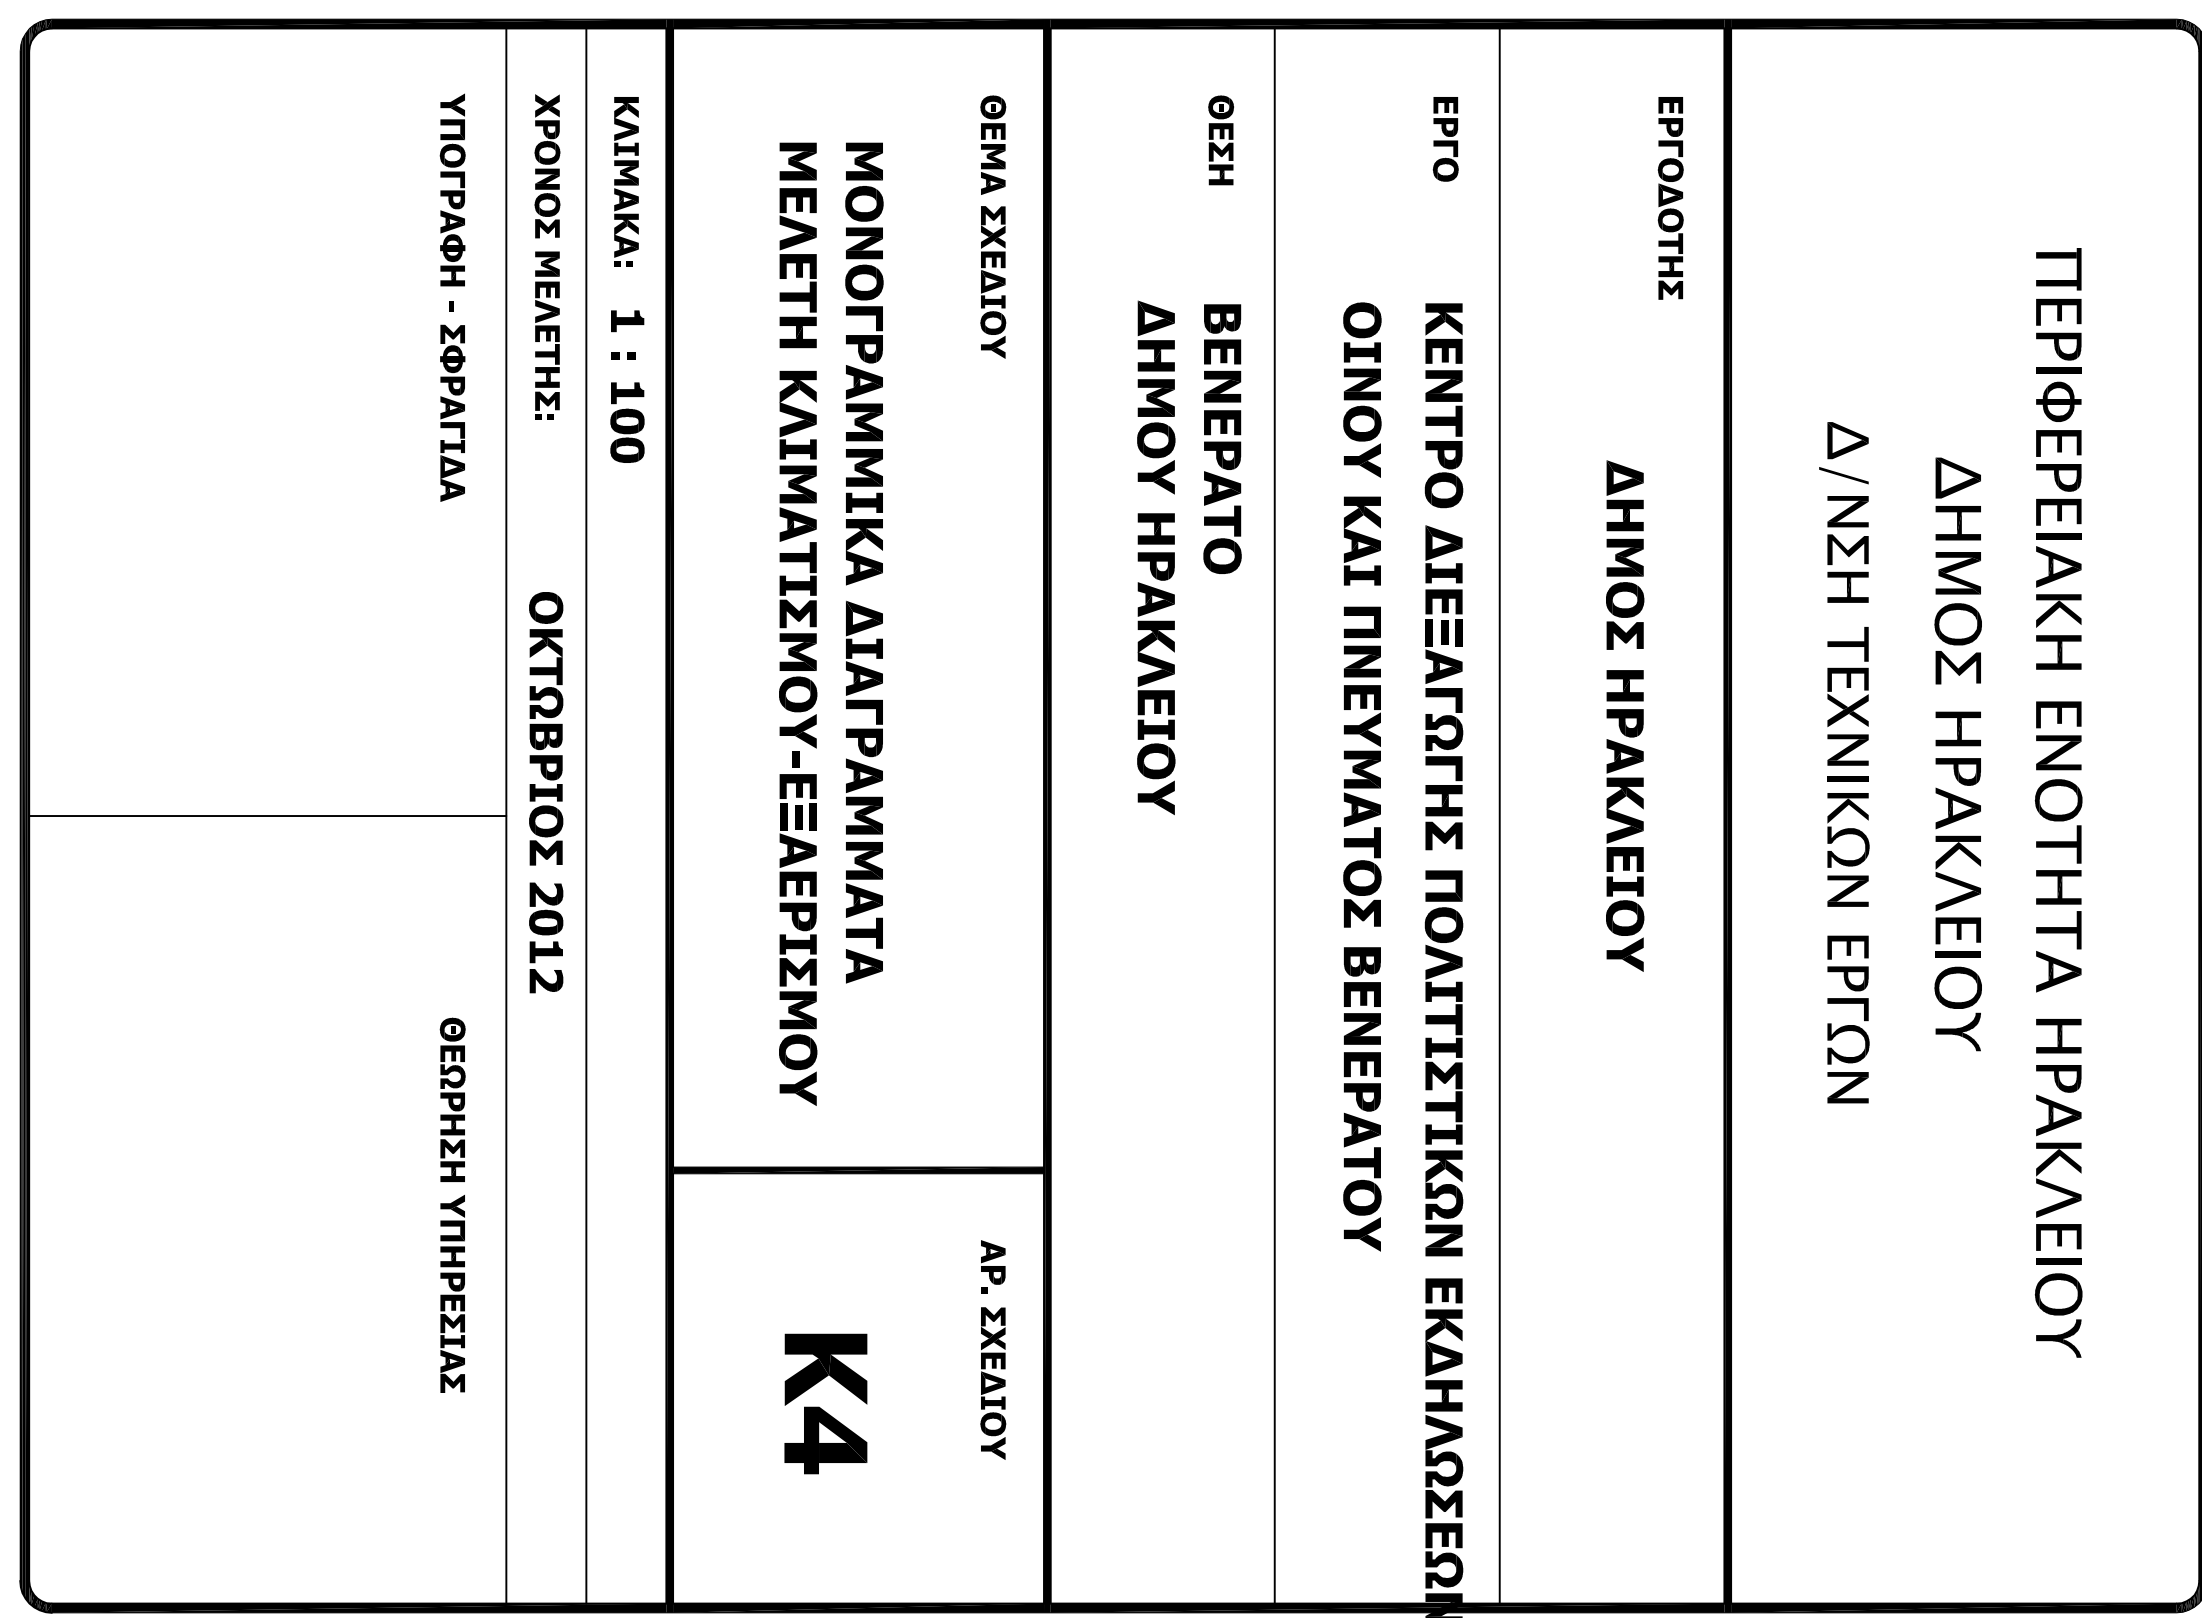 ΠΕΡΙΦΕΡΕΙΑΚΗ ΕΝΟΤΗΤΑ ΗΡΑΚΛΕΙΟΥ
ΔΗΜΟΣ ΗΡΑΚΛΕΙΟΥ
Δ/ΝΣΗ ΤΕΧΝΙΚΩΝ ΕΡΓΩΝ
ΕΡΓΟΔΟΤΗΣ
ΔΗΜΟΣ ΗΡΑΚΛΕΙΟΥ
ΕΡΓΟ
ΚΕΝΤΡΟ ΔΙΕΞΑΓΩΓΗΣ ΠΟΛΙΤΙΣΤΙΚΩΝ ΕΚΔΗΛΩΣΕΩΝ
ΟΙΝΟΥ ΚΑΙ ΠΝΕΥΜΑΤΟΣ ΒΕΝΕΡΑΤΟΥ
ΘΕΣΗ
ΒΕΝΕΡΑΤΟ
ΔΗΜΟΥ ΗΡΑΚΛΕΙΟΥ
ΘΕΜΑ ΣΧΕΔΙΟΥ
ΜΟΝΟΓΡΑΜΜΙΚΑ ΔΙΑΓΡΑΜΜΑΤΑ
ΜΕΛΕΤΗ ΚΛΙΜΑΤΙΣΜΟΥ-ΕΞΑΕΡΙΣΜΟΥ
ΑΡ. ΣΧΕΔΙΟΥ
Κ4
ΚΛΙΜΑΚΑ: 1 : 100
ΧΡΟΝΟΣ ΜΕΛΕΤΗΣ: ΟΚΤΩΒΡΙΟΣ 2012
ΥΠΟΓΡΑΦΗ - ΣΦΡΑΓΙΔΑ
ΘΕΩΡΗΣΗ ΥΠΗΡΕΣΙΑΣ